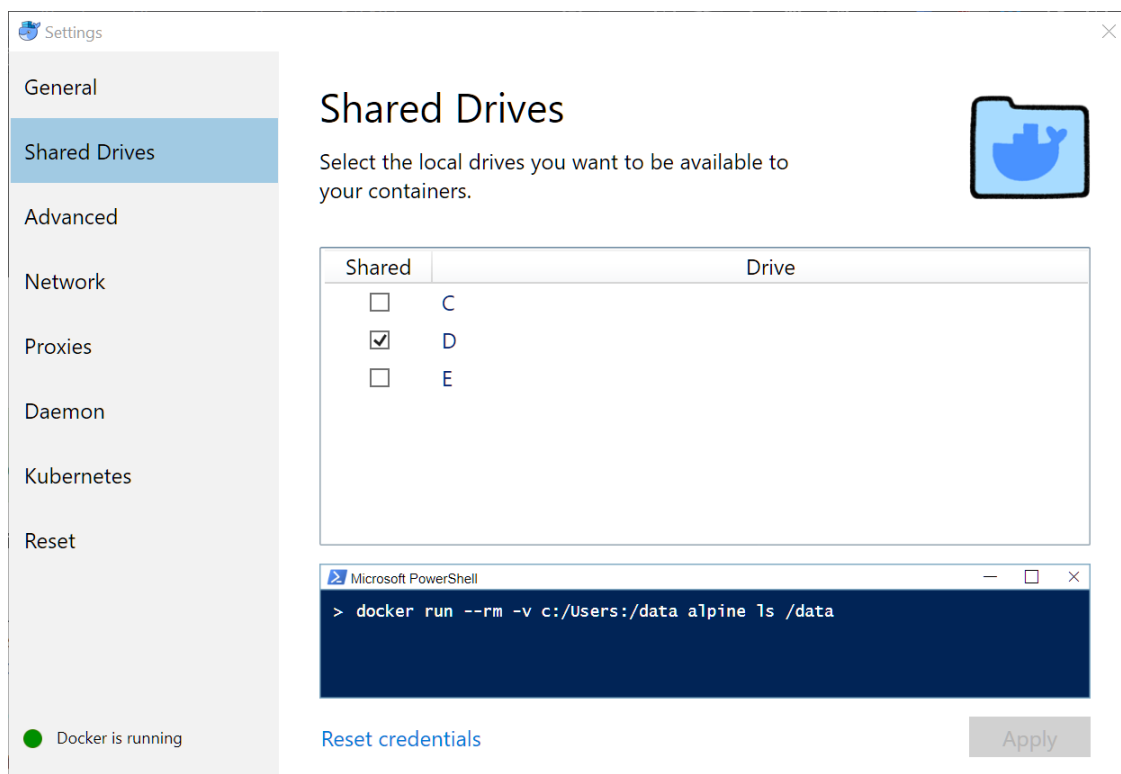 Settings
General
Shared Drives
Advanced
Network
Proxies
Daemon
Kubernetes
Reset
Docker is running
Shared Drives
Select the local drives you want to be available to
your containers.
Shared Drive
C
D
E
Microsoft PowerShell
> docker run --rm -v c:/Users:/data alpine ls /data
Reset credentials
Apply